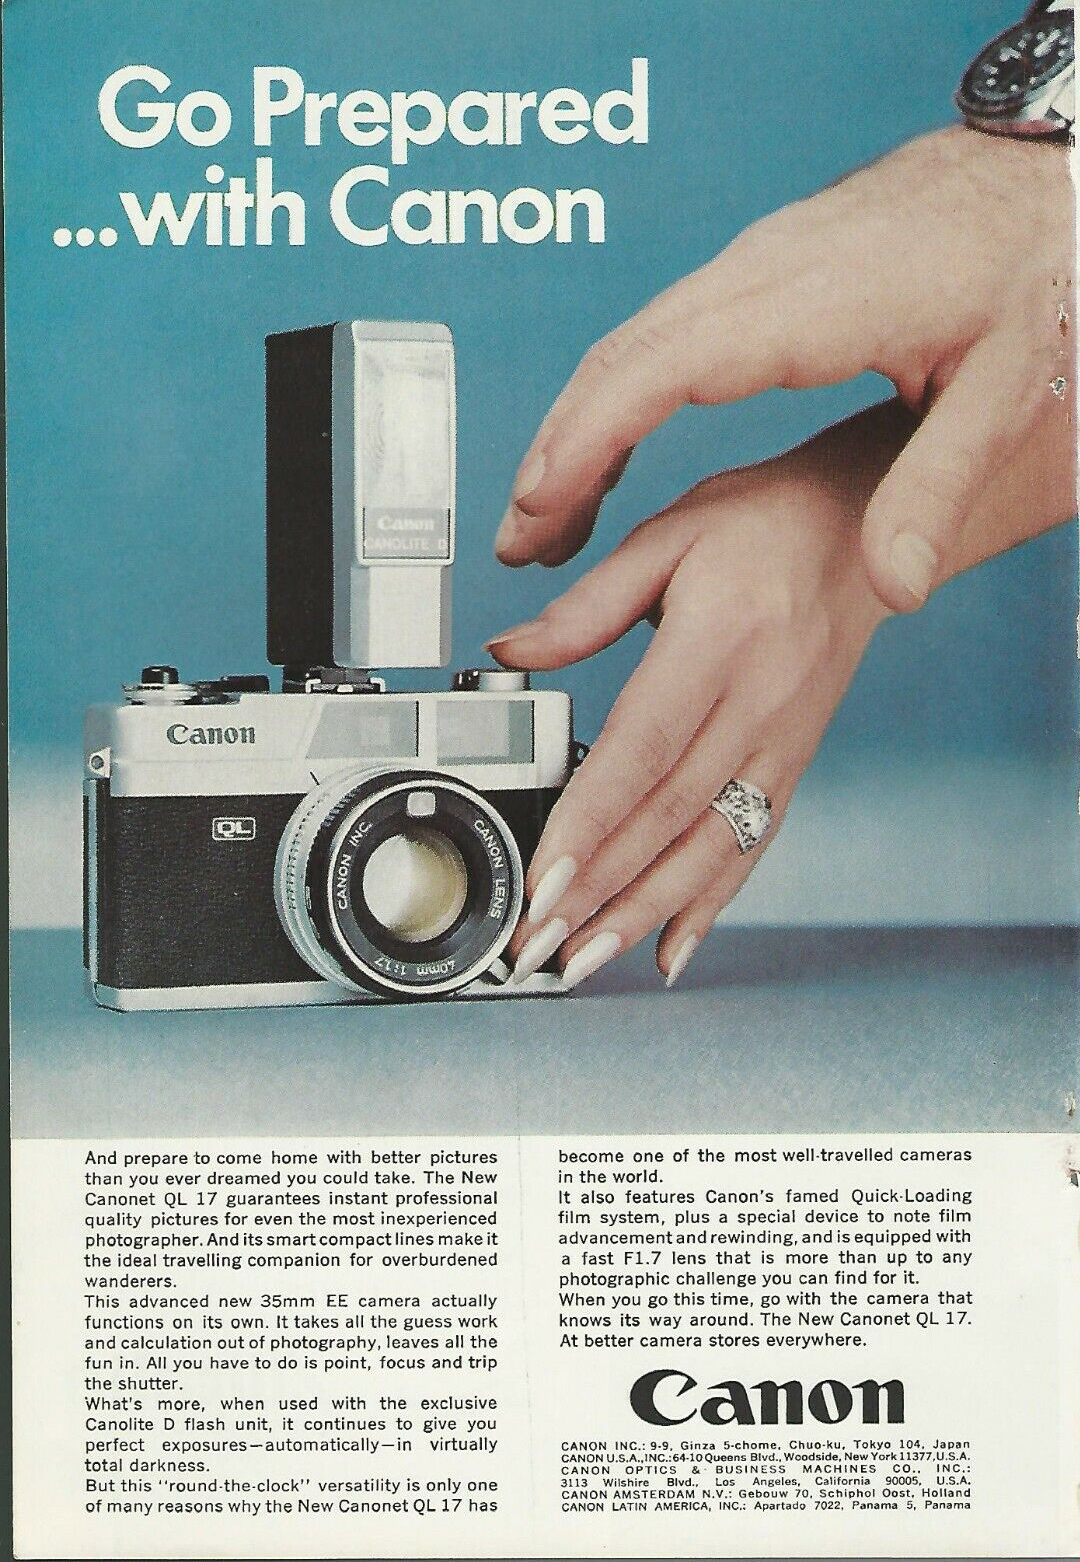 Go Prepared
...with Canon
Canon
CANOLITE D
Canon
QL
CANON INC.
CANON LENS
40mm 1:1.7
And prepare to come home with better pictures
than you ever dreamed you could take. The New
Canonet QL 17 guarantees instant professional
quality pictures for even the most inexperienced
photographer. And its smart compact lines make it
the ideal travelling companion for overburdened
wanderers.
This advanced new 35mm EE camera actually
functions on its own. It takes all the guess work
and calculation out of photography, leaves all the
fun in. All you have to do is point, focus and trip
the shutter.
What's more, when used with the exclusive
Canolite D flash unit, it continues to give you
perfect exposures—automatically—in virtually
total darkness.
But this "round-the-clock" versatility is only one
of many reasons why the New Canonet QL 17 has
become one of the most well-travelled cameras
in the world.
It also features Canon's famed Quick-Loading
film system, plus a special device to note film
advancement and rewinding, and is equipped with
a fast F1.7 lens that is more than up to any
photographic challenge you can find for it.
When you go this time, go with the camera that
knows its way around. The New Canonet QL 17.
At better camera stores everywhere.
Canon
CANON INC.: 9-9, Ginza 5-chome, Chuo-ku, Tokyo 104, Japan
CANON U.S.A.,INC.:64-10 Queens Blvd., Woodside, New York 11377,U.S.A.
CANON OPTICS & BUSINESS MACHINES CO., INC.:
3113 Wilshire Blvd., Los Angeles, California 90005, U.S.A.
CANON AMSTERDAM N.V.: Gebouw 70, Schiphol Oost, Holland
CANON LATIN AMERICA, INC.: Apartado 7022, Panama 5, Panama